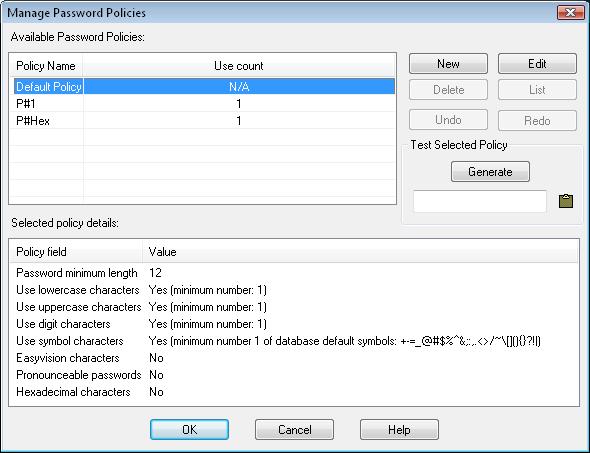 Manage Password Policies
Available Password Policies:
Policy Name Use count
Default Policy N/A
P#1 1
P#Hex 1
New Edit
Delete List
Undo Redo
Test Selected Policy
Generate
Selected policy details:
Policy field Value
Password minimum length 12
Use lowercase characters Yes (minimum number: 1)
Use uppercase characters Yes (minimum number: 1)
Use digit characters Yes (minimum number: 1)
Use symbol characters Yes (minimum number 1 of database default symbols: +-=_@#$%^&;:,.<>/~\[](){}?!|)
Easyvision characters No
Pronounceable passwords No
Hexadecimal characters No
OK Cancel Help